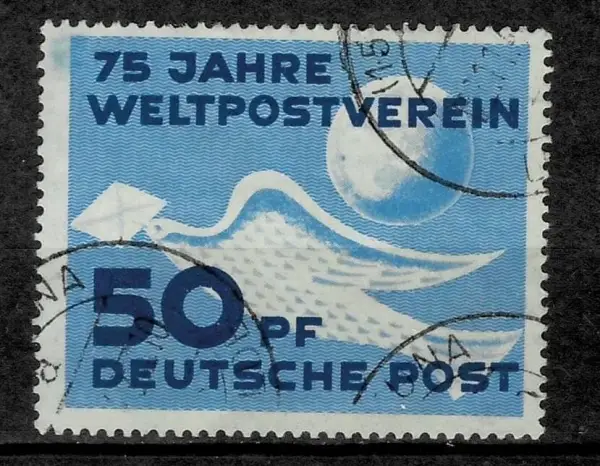 75 JAHRE
WELTPOSTVEREIN
50 PF
DEUTSCHE POST